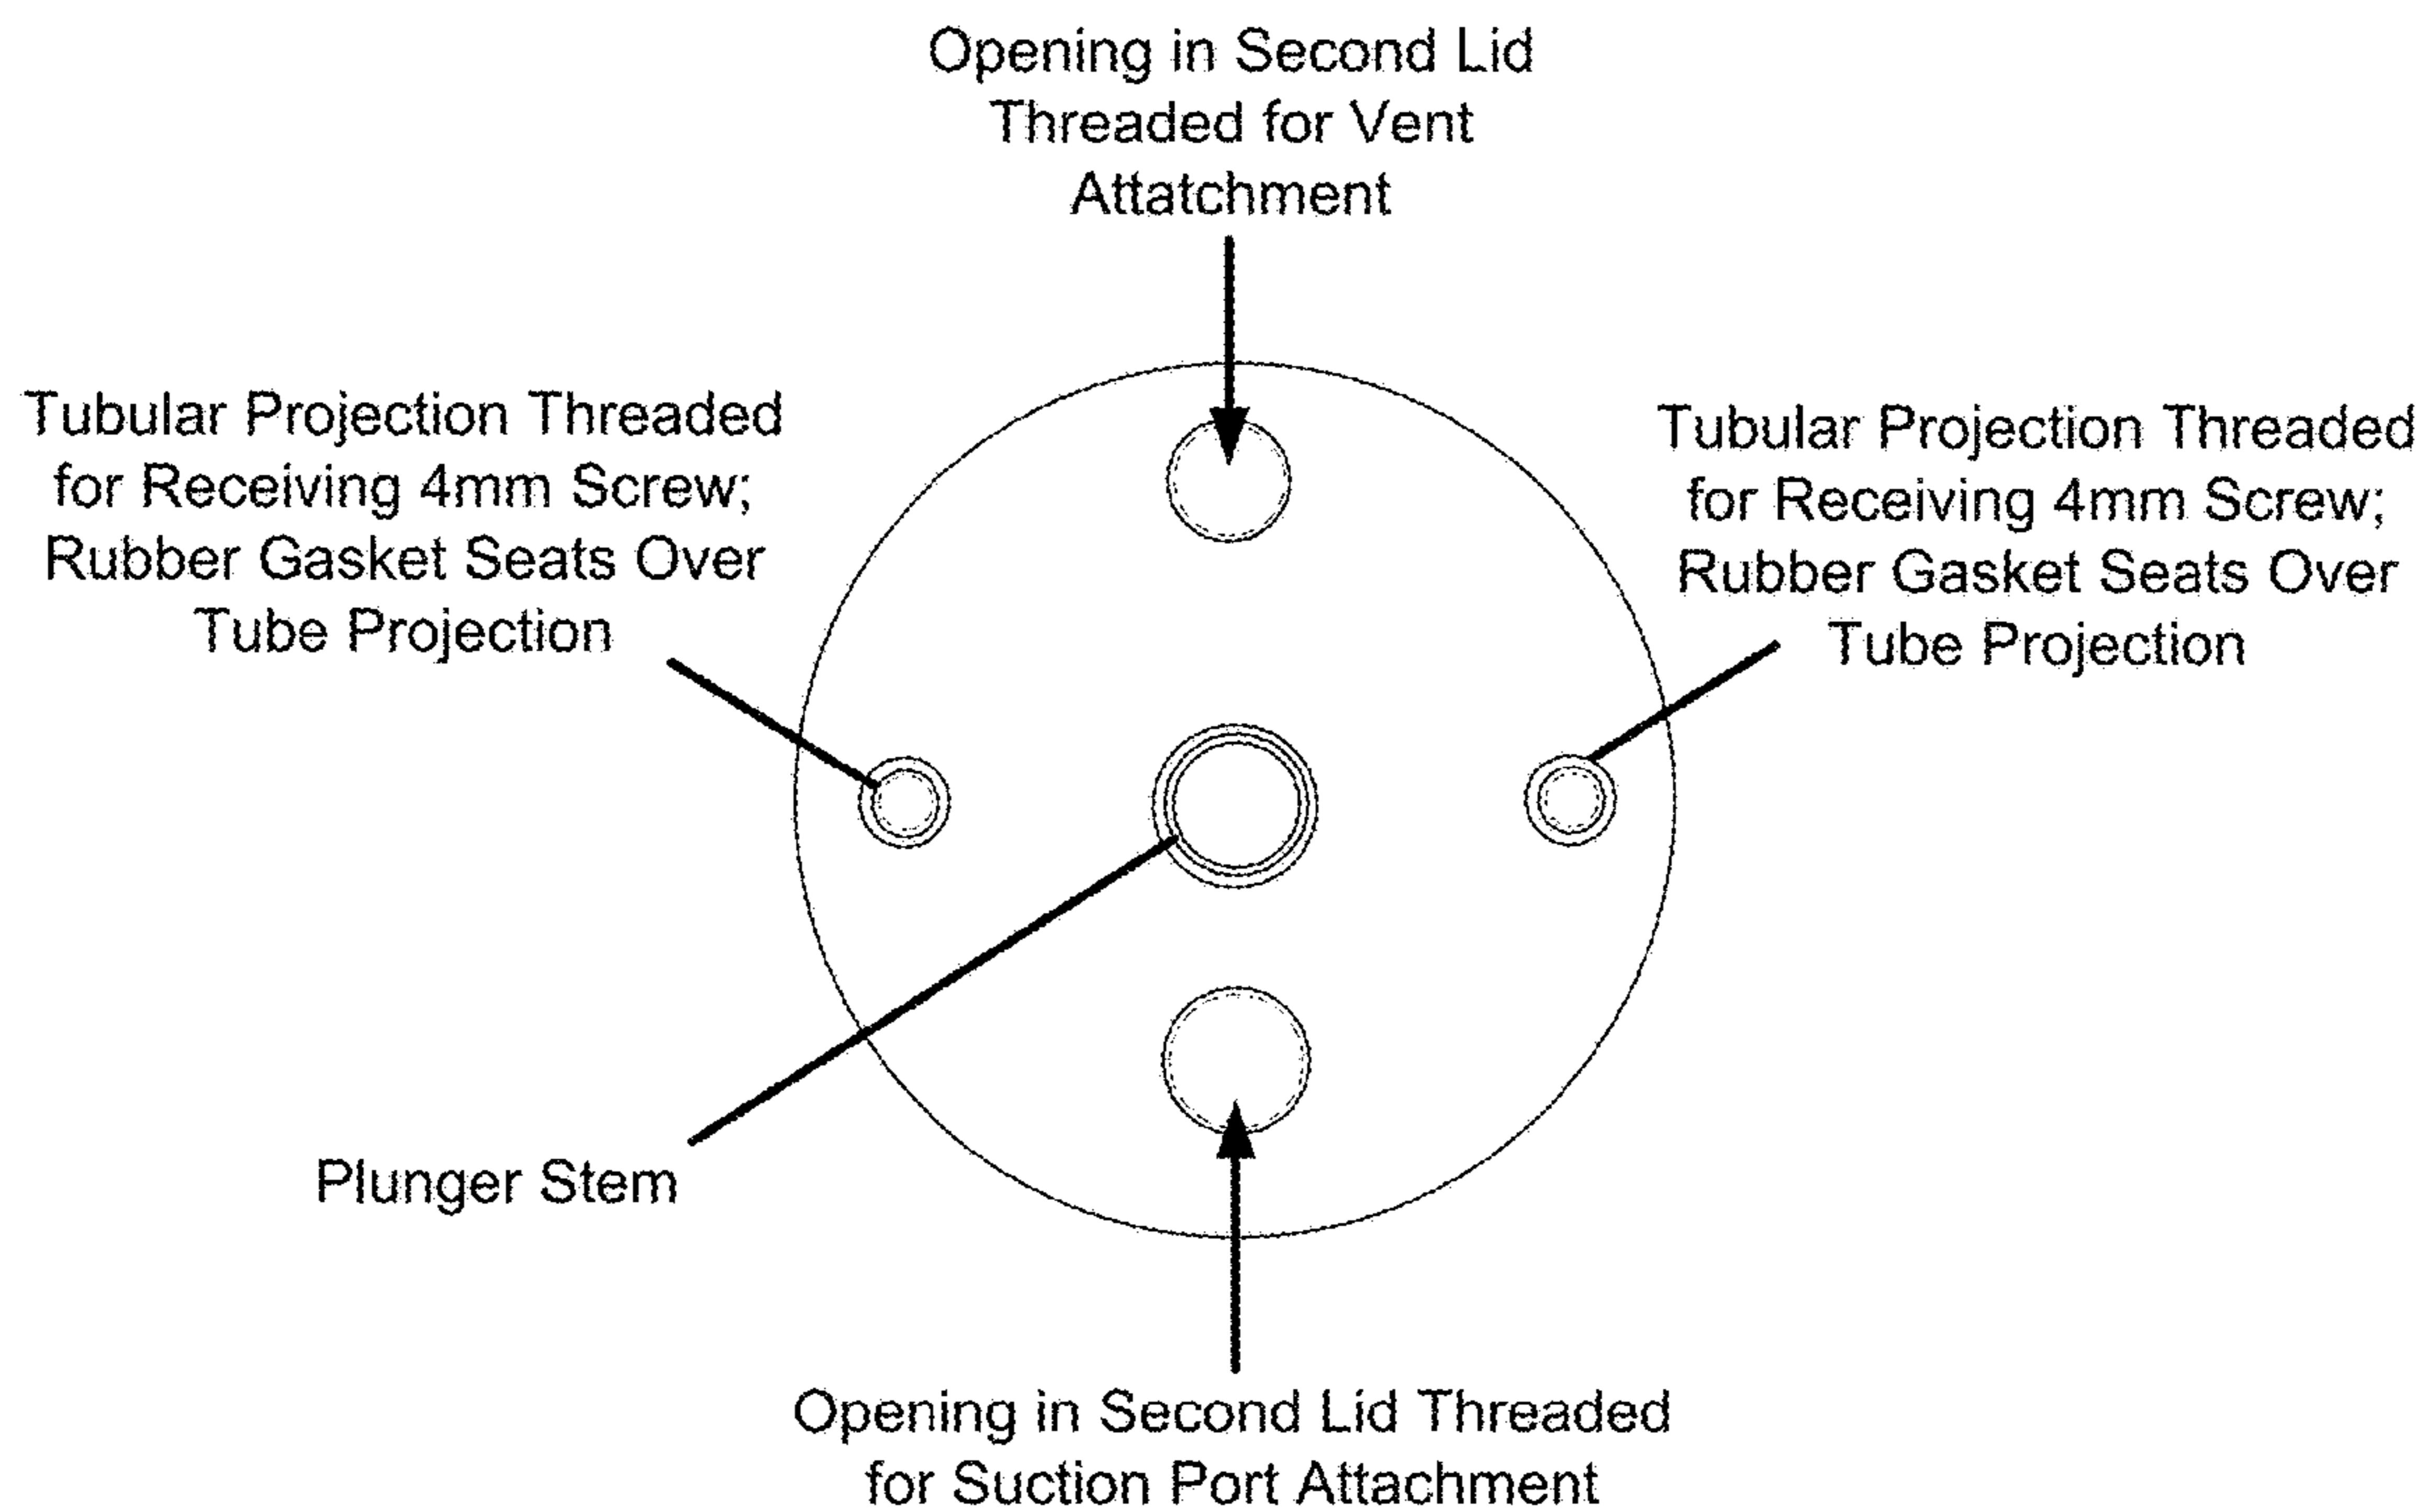 Opening in Second Lid
Threaded for Vent
Attatchment
Tubular Projection Threaded
for Receiving 4mm Screw;
Rubber Gasket Seats Over
Tube Projection
Tubular Projection Threaded
for Receiving 4mm Screw;
Rubber Gasket Seats Over
Tube Projection
Plunger Stem
Opening in Second Lid Threaded
for Suction Port Attachment